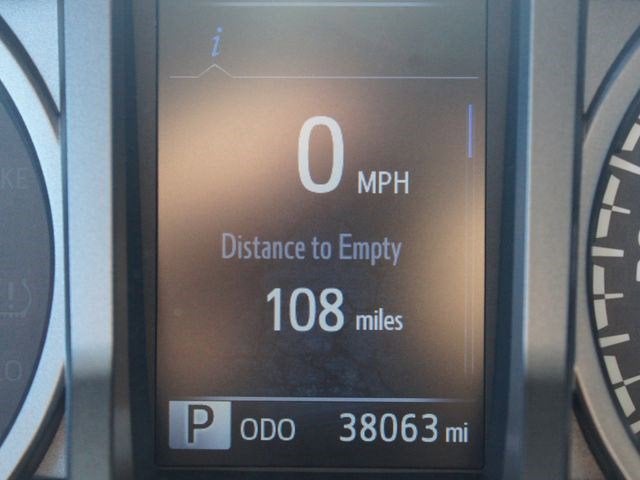 i
0 MPH
Distance to Empty
108 miles
P ODO 38063 mi